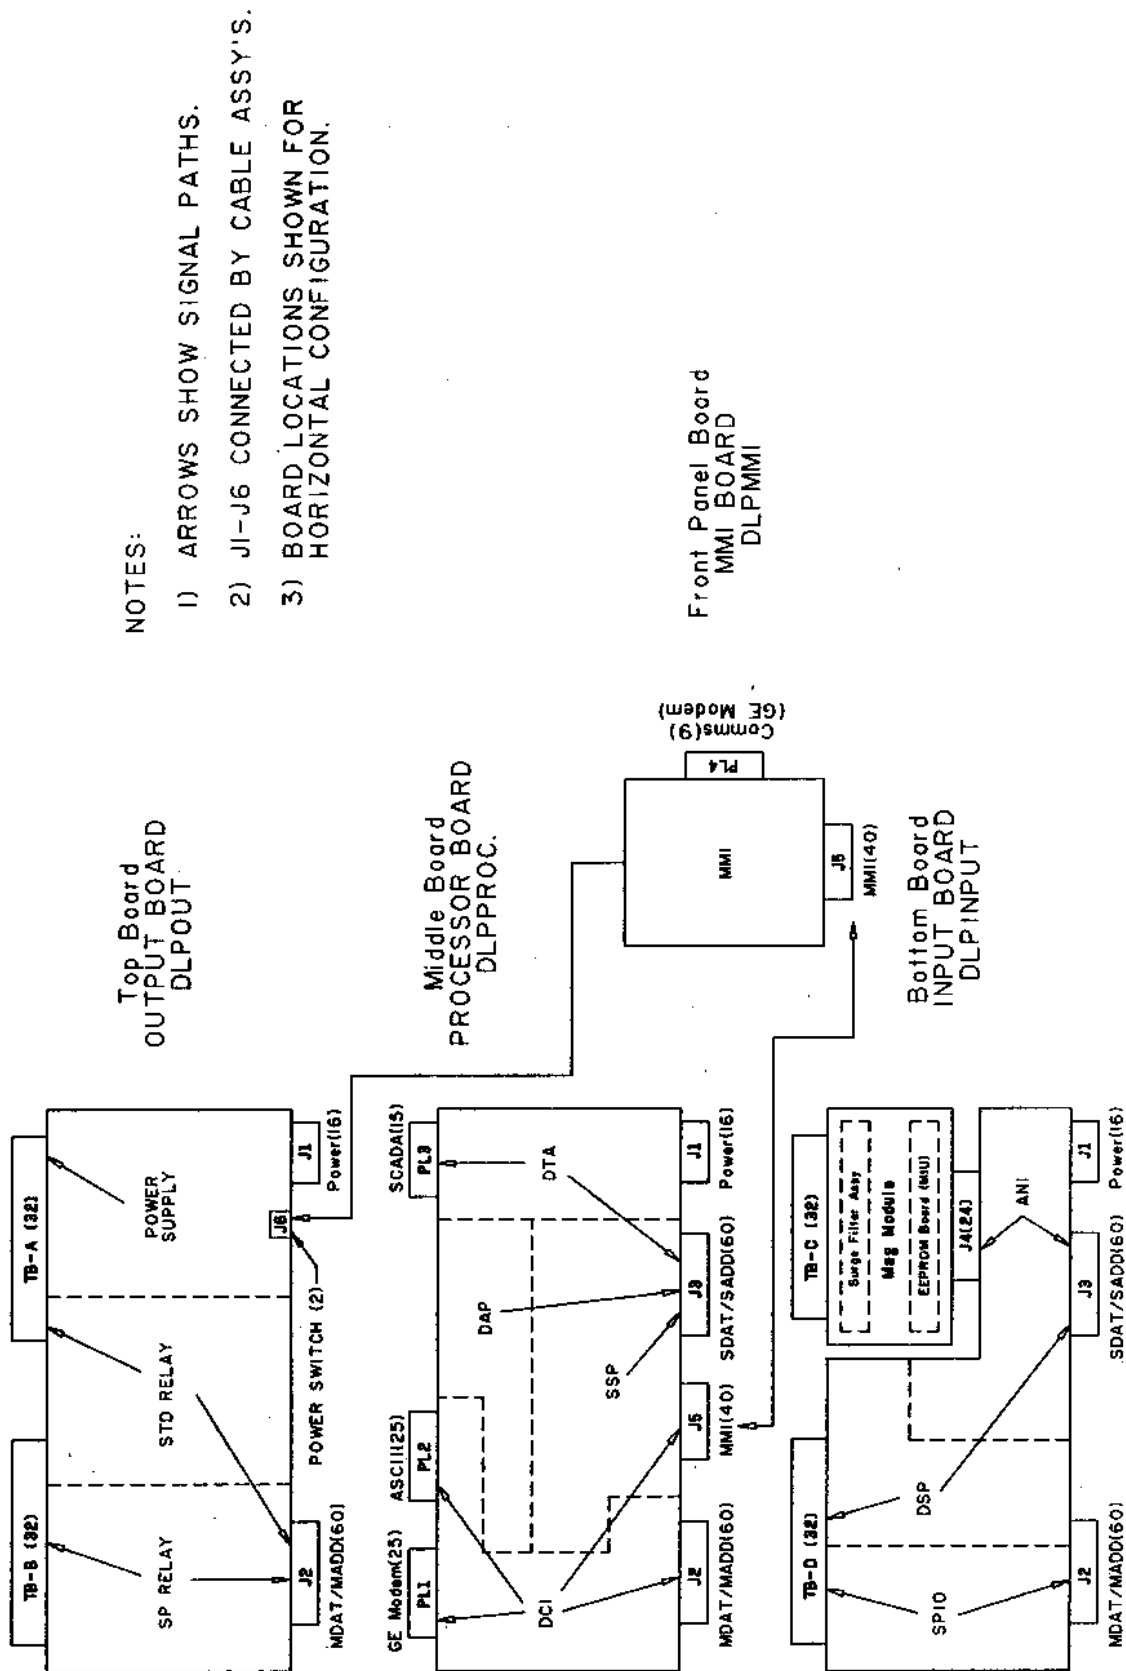 NOTES:
1) ARROWS SHOW SIGNAL PATHS.
2) J1-J6 CONNECTED BY CABLE ASSY'S.
3) BOARD LOCATIONS SHOWN FOR
HORIZONTAL CONFIGURATION.
Top Board
OUTPUT BOARD
DLPOUT
TB-B (32)
TB-A (32)
SP RELAY
STD RELAY
POWER
SUPPLY
J2
J6
J1
MDAT/MADD(60)
POWER SWITCH (2)
Power(16)
Middle Board
PROCESSOR BOARD
DLPPROC.
GE Modem(25)
ASCII(25)
SCADA(15)
PL1
PL2
PL3
DCI
DAP
SSP
DTA
J2
J5
J3
J1
MDAT/MADD(60)
MMI(40)
SDAT/SADD(60)
Power(16)
Front Panel Board
MMI BOARD
DLPMMI
MMI
PL4
Comms(9)
(GE Modem)
J5
MMI(40)
Bottom Board
INPUT BOARD
DLPINPUT
TB-D (32)
TB-C (32)
Surge Filter Assy
Mag Module
EEPROM Board (MIU)
J4(24)
SPIO
DSP
ANI
J2
J3
J1
MDAT/MADD(60)
SDAT/SADD(60)
Power(16)